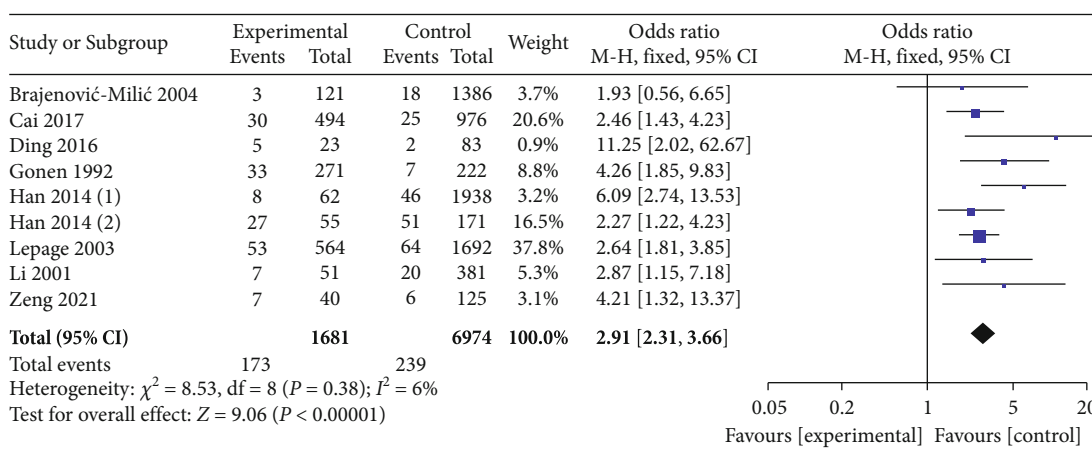 Study or Subgroup Experimental Control Weight Odds ratio Odds ratio
Events Total Events Total M-H, fixed, 95% CI M-H, fixed, 95% CI
Brajenović-Milić 2004 3 121 18 1386 3.7% 1.93 [0.56, 6.65]
Cai 2017 30 494 25 976 20.6% 2.46 [1.43, 4.23]
Ding 2016 5 23 2 83 0.9% 11.25 [2.02, 62.67]
Gonen 1992 33 271 7 222 8.8% 4.26 [1.85, 9.83]
Han 2014 (1) 8 62 46 1938 3.2% 6.09 [2.74, 13.53]
Han 2014 (2) 27 55 51 171 16.5% 2.27 [1.22, 4.23]
Lepage 2003 53 564 64 1692 37.8% 2.64 [1.81, 3.85]
Li 2001 7 51 20 381 5.3% 2.87 [1.15, 7.18]
Zeng 2021 7 40 6 125 3.1% 4.21 [1.32, 13.37]
Total (95% CI) 1681 6974 100.0% 2.91 [2.31, 3.66]
Total events 173 239
Heterogeneity: χ² = 8.53, df = 8 (P = 0.38); I² = 6%
Test for overall effect: Z = 9.06 (P < 0.00001)
0.05 0.2 1 5 20
Favours [experimental] Favours [control]